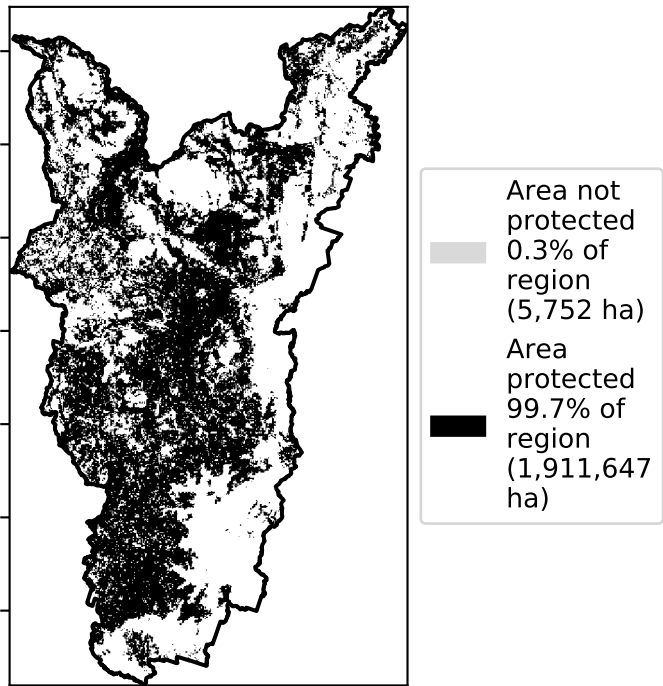 Area not
protected
0.3% of
region
(5,752 ha)
Area
protected
99.7% of
region
(1,911,647
ha)